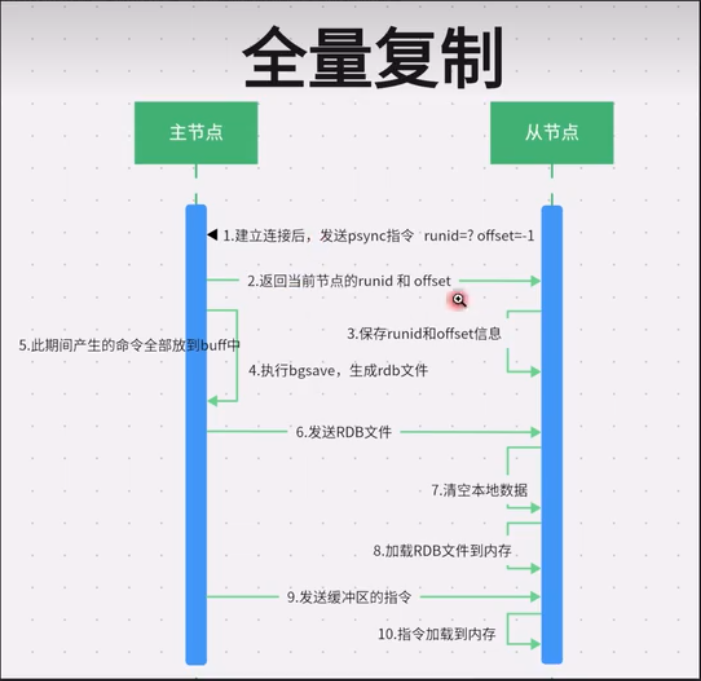 全量复制
主节点
从节点
1.建立连接后，发送psync指令 runid=? offset=-1
2.返回当前节点的runid 和 offset
3.保存runid和offset信息
5.此期间产生的命令全部放到buff中
4.执行bgsave，生成rdb文件
6.发送RDB文件
7.清空本地数据
8.加载RDB文件到内存
9.发送缓冲区的指令
10.指令加载到内存